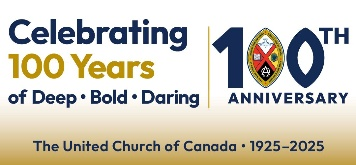 Celebrating
100 Years
of Deep • Bold • Daring
100TH
ANNIVERSARY
The United Church of Canada • 1925–2025